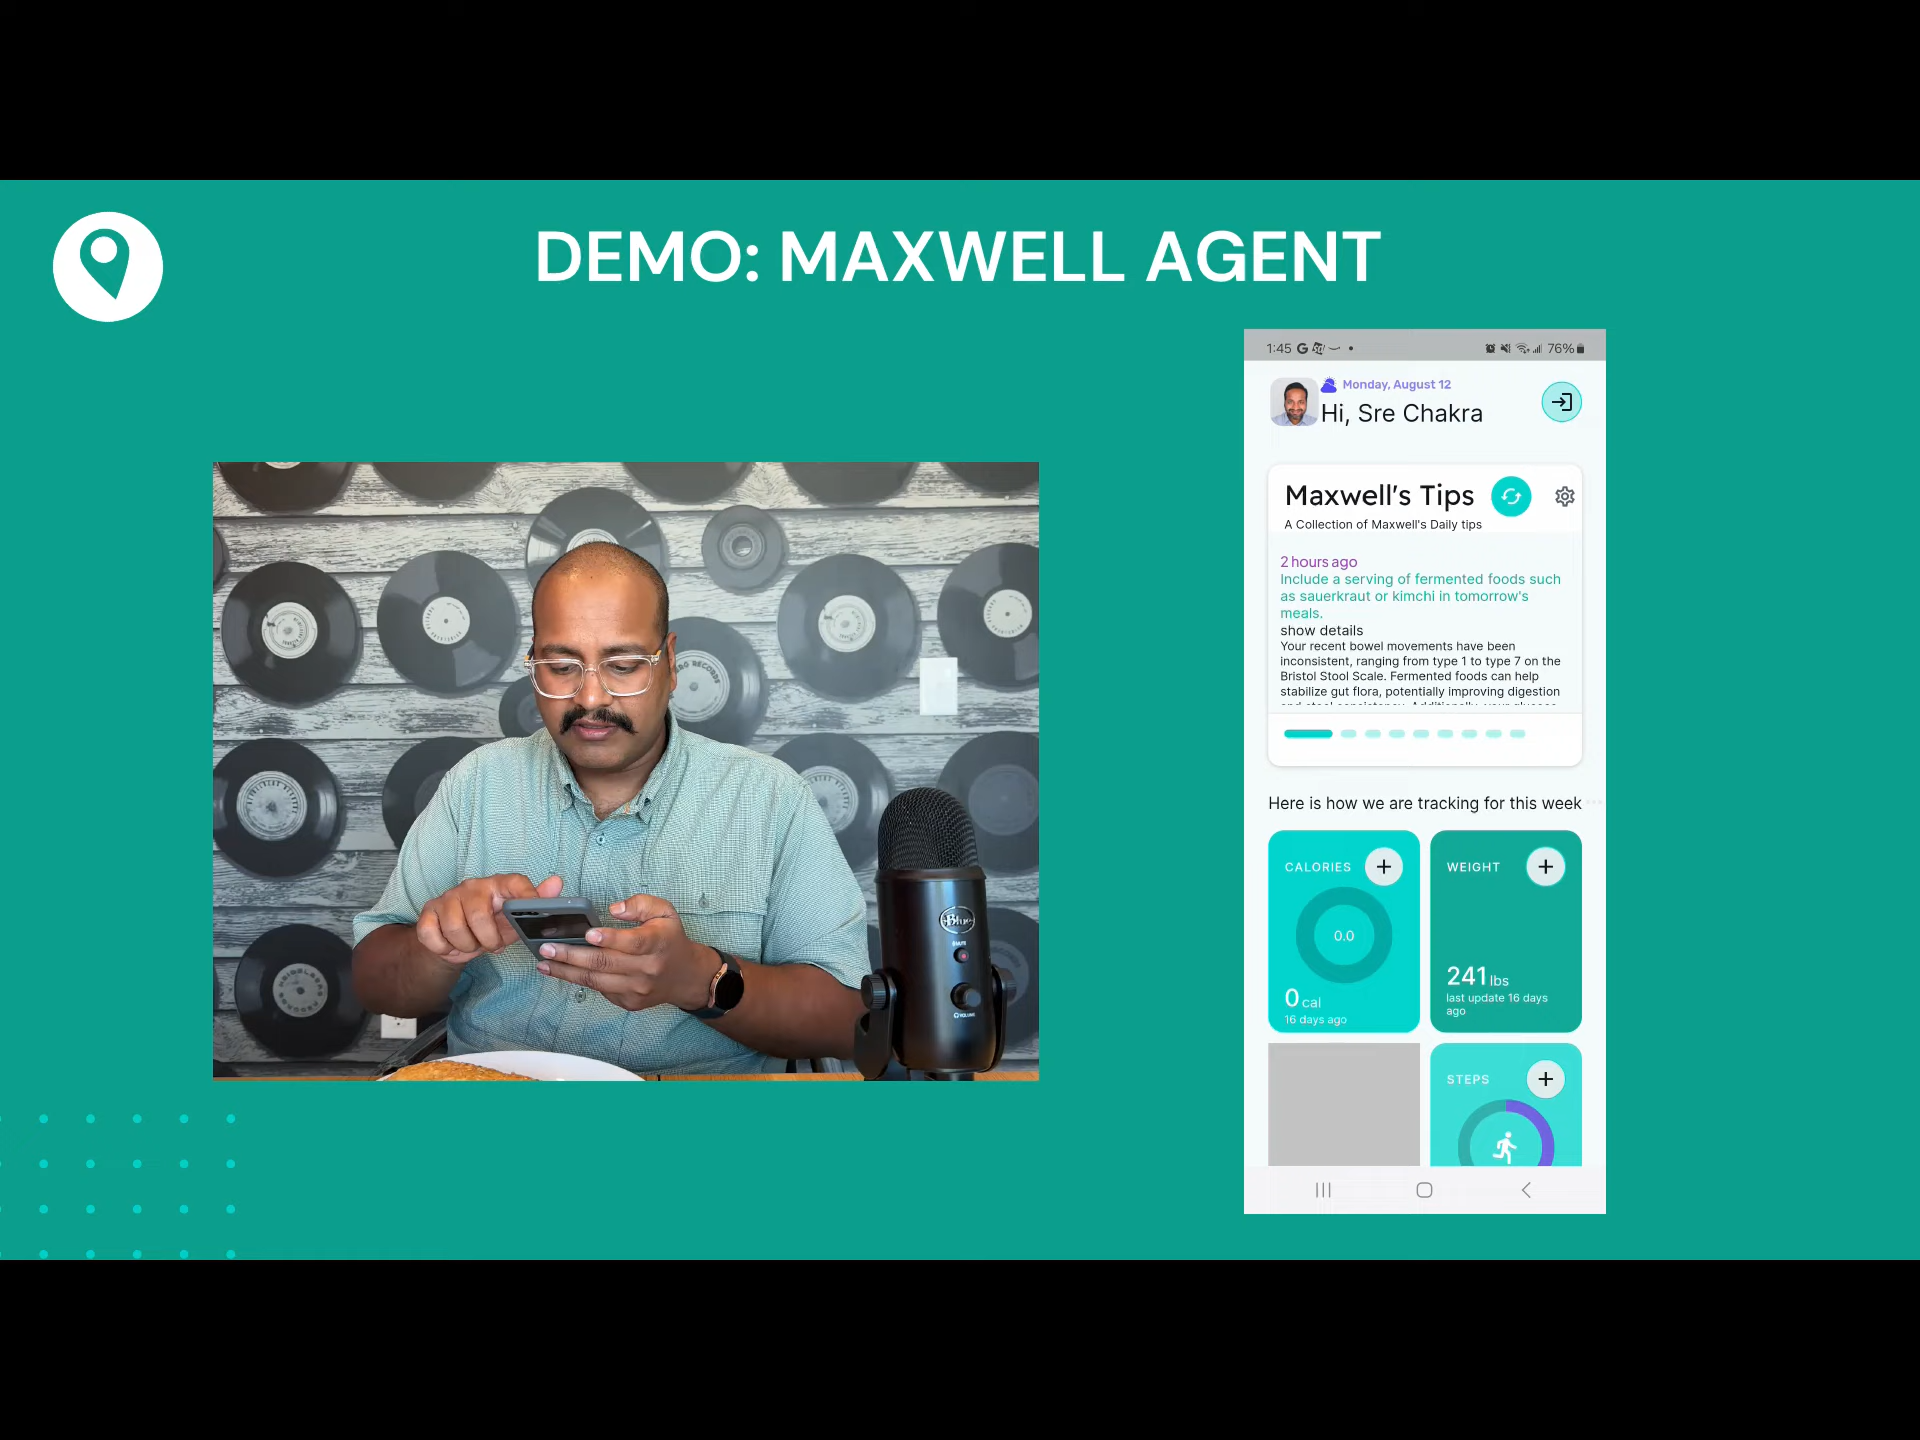 DEMO: MAXWELL AGENT
1:45
76%
Monday, August 12
Hi, Sre Chakra
Maxwell's Tips
A Collection of Maxwell's Daily tips
2 hours ago
Include a serving of fermented foods such
as sauerkraut or kimchi in tomorrow's
meals.
show details
Your recent bowel movements have been
inconsistent, ranging from type 1 to type 7 on the
Bristol Stool Scale. Fermented foods can help
stabilize gut flora, potentially improving digestion
Here is how we are tracking for this week
CALORIES
0.0
0 cal
16 days ago
WEIGHT
241 lbs
last update 16 days
ago
STEPS
Blue
MUTE
VOLUME
RECORDS